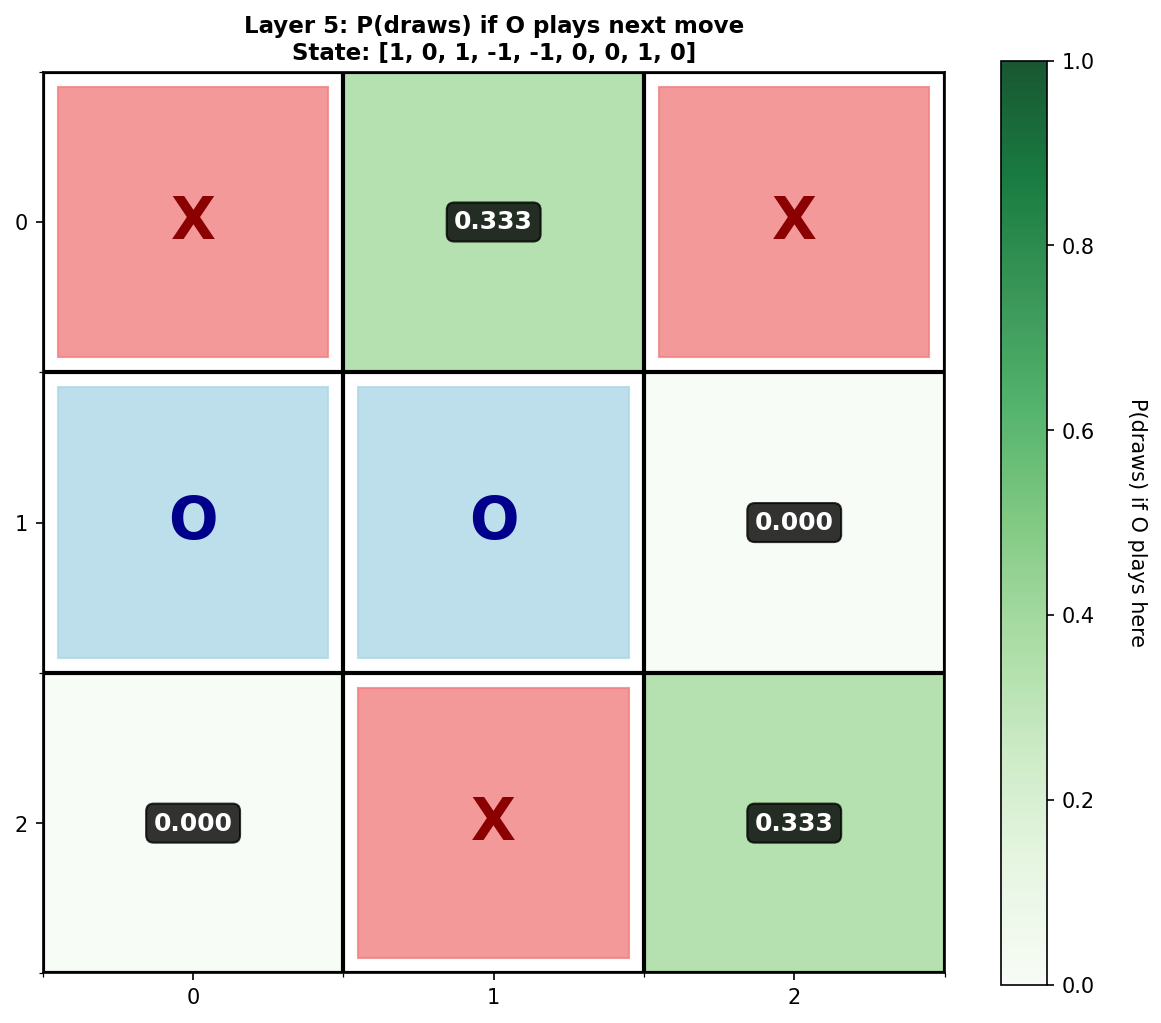 Layer 5: P(draws) if O plays next move
State: [1, 0, 1, -1, -1, 0, 0, 1, 0]
X
0.333
X
O
O
0.000
0.000
X
0.333
0
1
2
0
1
2
1.0
0.8
0.6
0.4
0.2
0.0
P(draws) if O plays here